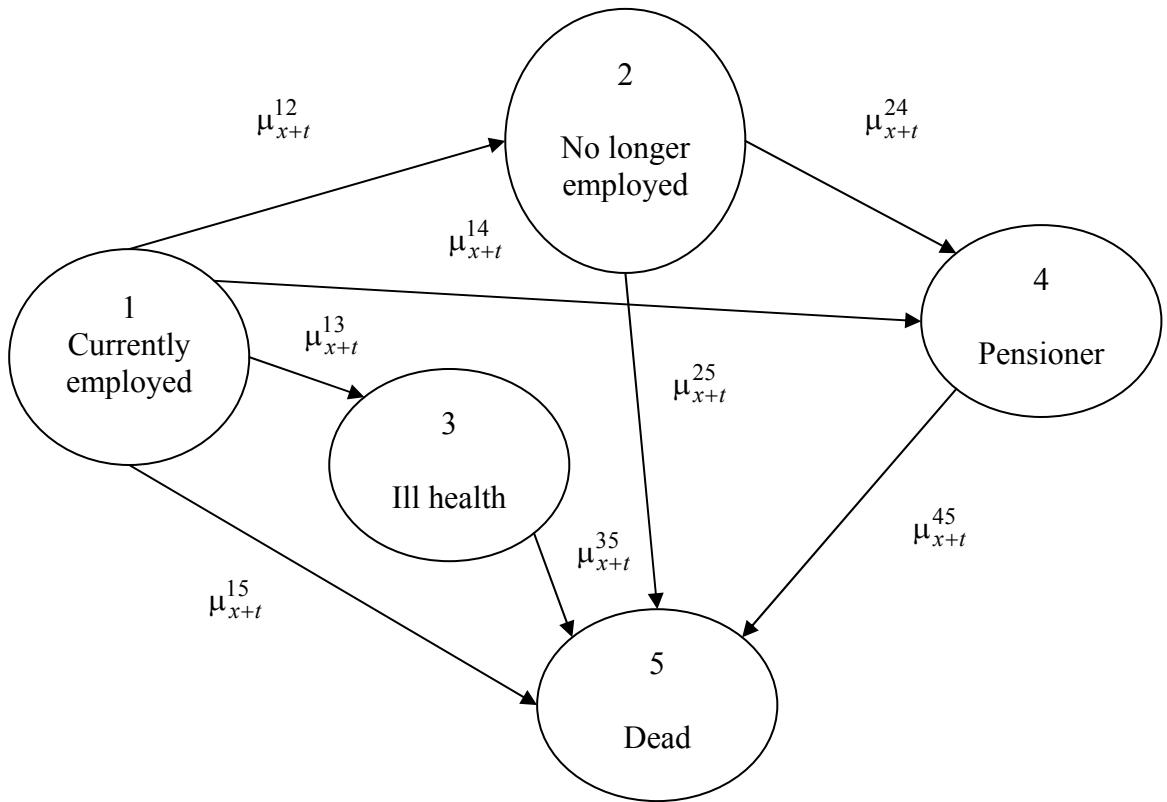 2
No longer
employed
μ^{12}_{x+t}
μ^{24}_{x+t}
μ^{14}_{x+t}
1
Currently
employed
μ^{13}_{x+t}
4
Pensioner
μ^{25}_{x+t}
3
Ill health
μ^{35}_{x+t}
μ^{45}_{x+t}
μ^{15}_{x+t}
5
Dead